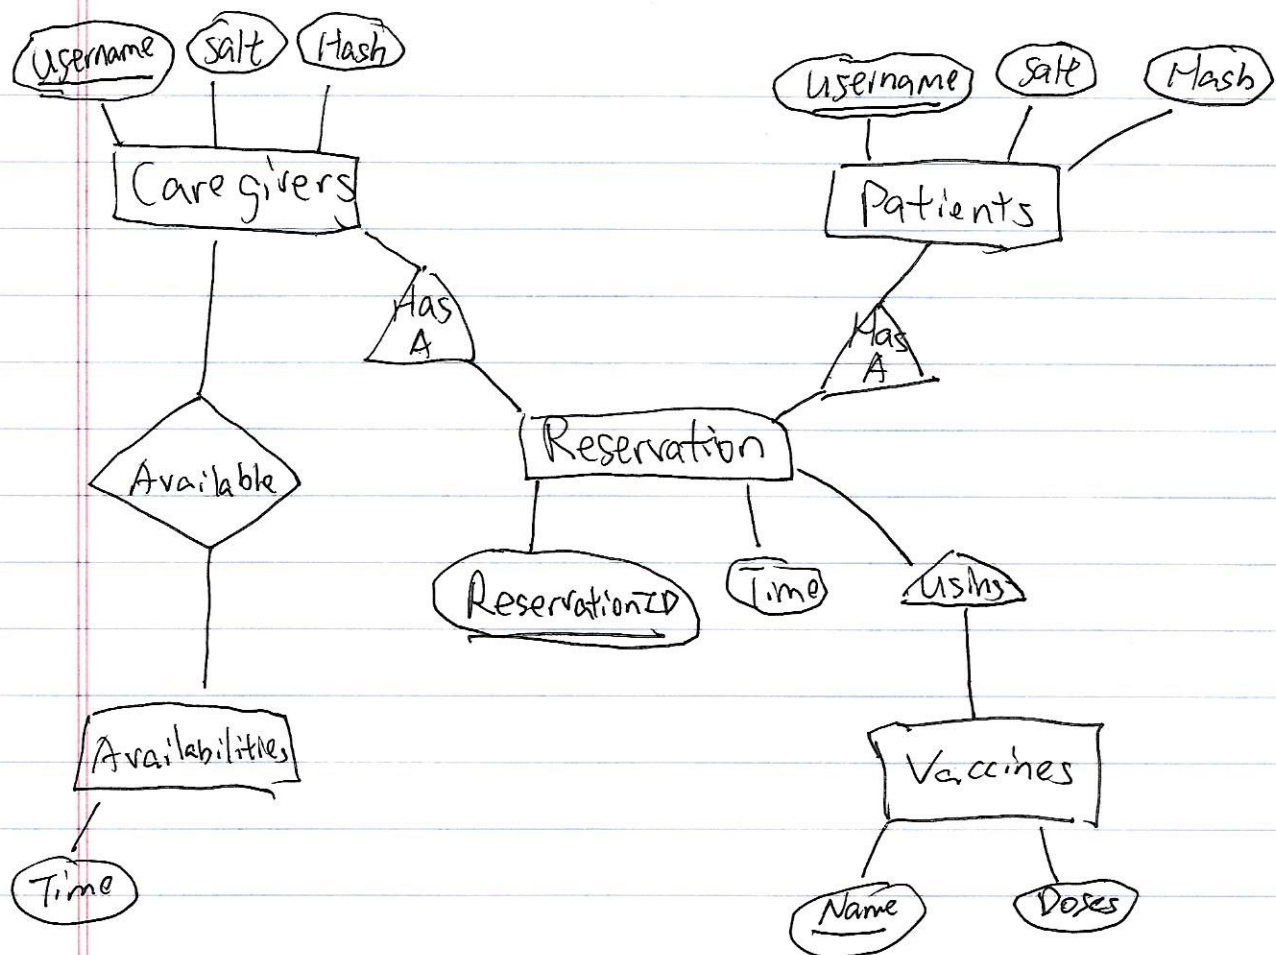 Username
Salt
Hash
Username
Salt
Hash
Caregivers
Patients
Has
A
Has
A
Reservation
Available
ReservationID
Time
Using
Availabilities
Vaccines
Time
Name
Doses